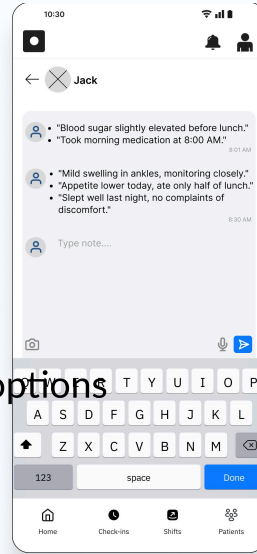 10:30
Jack
• "Blood sugar slightly elevated before lunch."
• "Took morning medication at 8:00 AM."
8:01 AM
• "Mild swelling in ankles, monitoring closely."
• "Appetite lower today, ate only half of lunch."
• "Slept well last night, no complaints of
discomfort."
8:30 AM
Type note....
options
Q W E R T Y U I O P
A S D F G H J K L
Z X C V B N M
123 space Done
Home Check-ins Shifts Patients